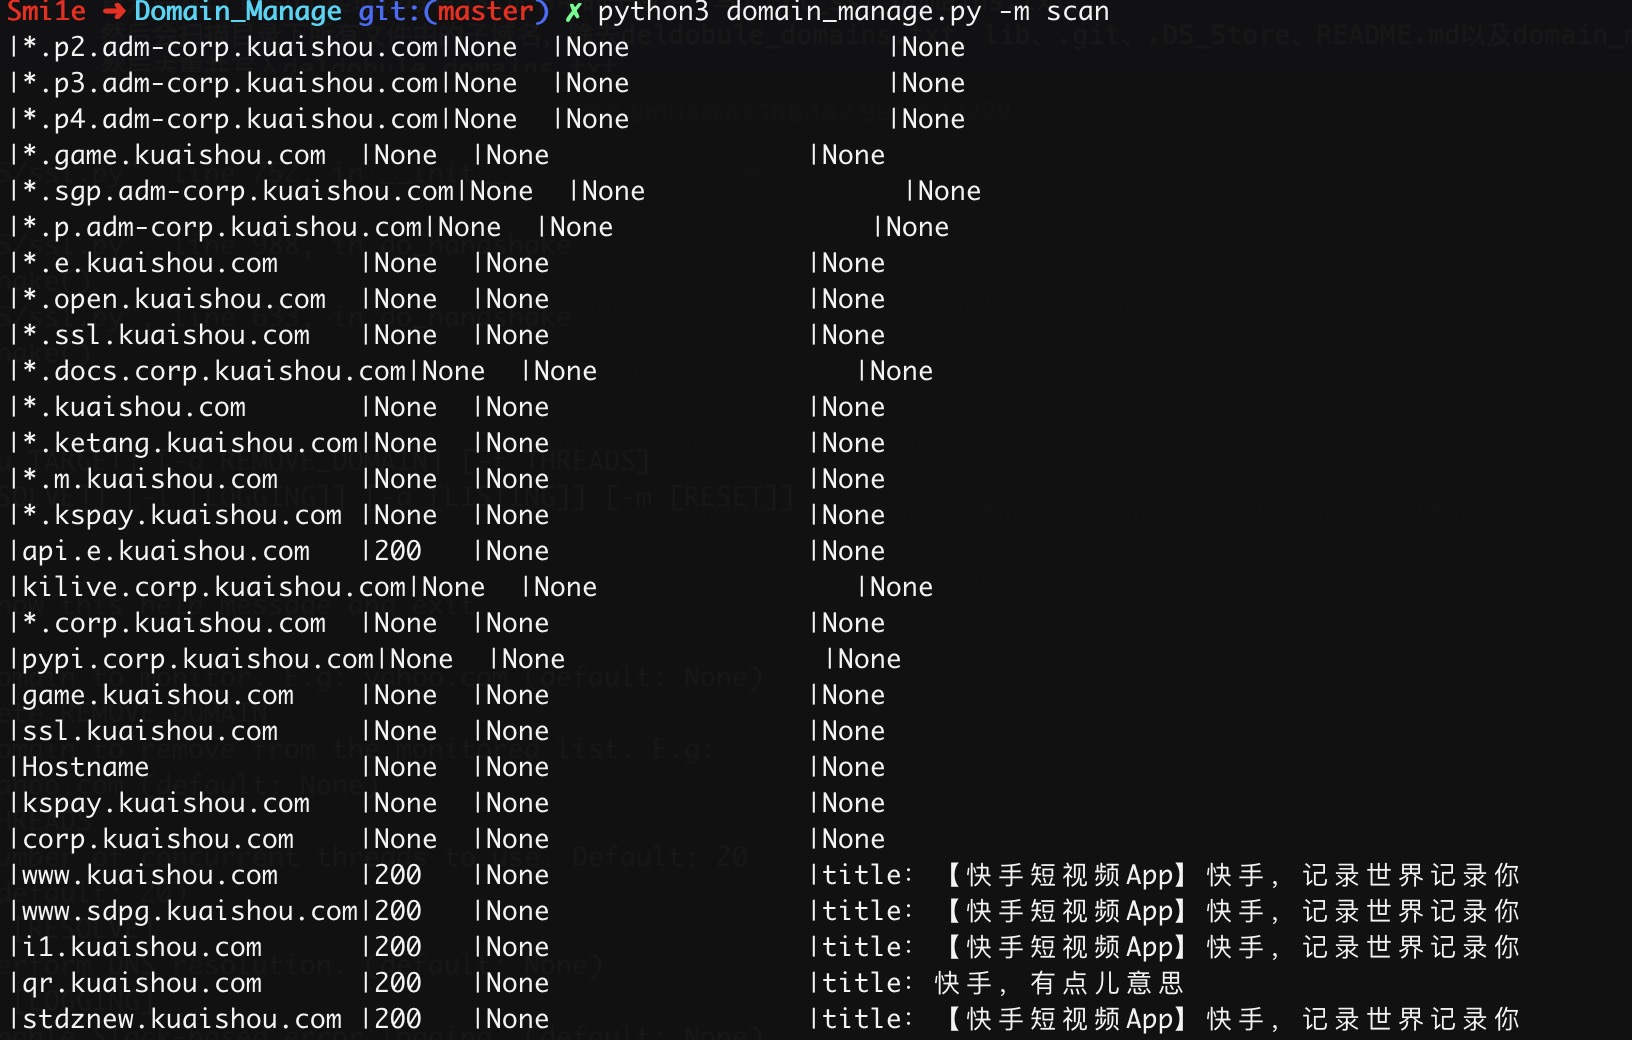 Smi1e ➜ Domain_Manage git:(master) ✗ python3 domain_manage.py -m scan
|*.p2.adm-corp.kuaishou.com|None  |None                |None
|*.p3.adm-corp.kuaishou.com|None  |None                |None
|*.p4.adm-corp.kuaishou.com|None  |None                |None
|*.game.kuaishou.com  |None  |None                |None
|*.sgp.adm-corp.kuaishou.com|None  |None                |None
|*.p.adm-corp.kuaishou.com|None  |None                |None
|*.e.kuaishou.com     |None  |None                |None
|*.open.kuaishou.com  |None  |None                |None
|*.ssl.kuaishou.com   |None  |None                |None
|*.docs.corp.kuaishou.com|None  |None                |None
|*.kuaishou.com       |None  |None                |None
|*.ketang.kuaishou.com|None  |None                |None
|*.m.kuaishou.com     |None  |None                |None
|*.kspay.kuaishou.com |None  |None                |None
|api.e.kuaishou.com   |200   |None                |None
|kilive.corp.kuaishou.com|None  |None                |None
|*.corp.kuaishou.com  |None  |None                |None
|pypi.corp.kuaishou.com|None  |None                |None
|game.kuaishou.com    |None  |None                |None
|ssl.kuaishou.com     |None  |None                |None
|Hostname             |None  |None                |None
|kspay.kuaishou.com   |None  |None                |None
|corp.kuaishou.com    |None  |None                |None
|www.kuaishou.com     |200   |None                |title: 【快手短视频App】快手，记录世界记录你
|www.sdpg.kuaishou.com|200   |None                |title: 【快手短视频App】快手，记录世界记录你
|i1.kuaishou.com      |200   |None                |title: 【快手短视频App】快手，记录世界记录你
|qr.kuaishou.com      |200   |None                |title: 快手，有点儿意思
|stdznew.kuaishou.com |200   |None                |title: 【快手短视频App】快手，记录世界记录你